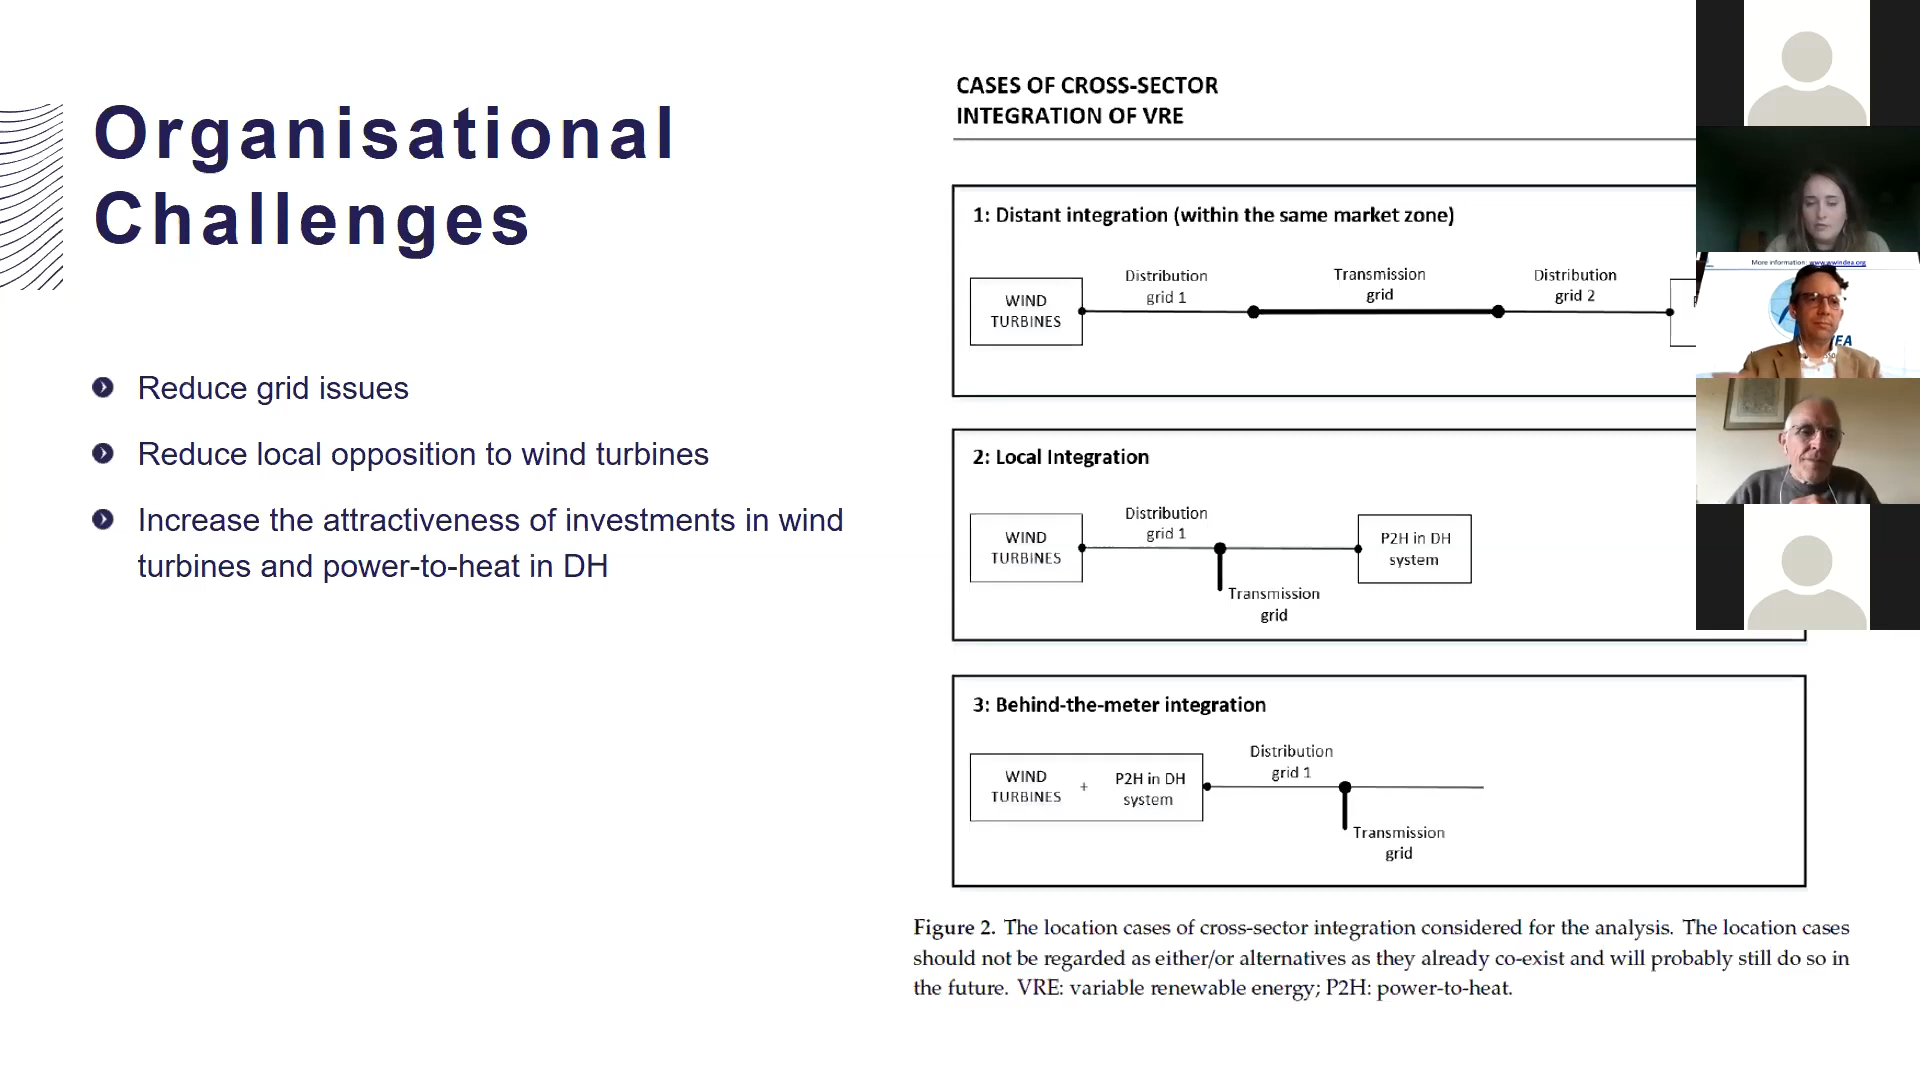 Organisational
Challenges
Reduce grid issues
Reduce local opposition to wind turbines
Increase the attractiveness of investments in wind
turbines and power-to-heat in DH
CASES OF CROSS-SECTOR
INTEGRATION OF VRE
1: Distant integration (within the same market zone)
WIND
TURBINES
Distribution
grid 1
Transmission
grid
Distribution
grid 2
2: Local Integration
WIND
TURBINES
Distribution
grid 1
Transmission
grid
P2H in DH
system
3: Behind-the-meter integration
WIND
TURBINES
+
P2H in DH
system
Distribution
grid 1
Transmission
grid
Figure 2. The location cases of cross-sector integration considered for the analysis. The location cases
should not be regarded as either/or alternatives as they already co-exist and will probably still do so in
the future. VRE: variable renewable energy; P2H: power-to-heat.
More information: www.wwindea.org